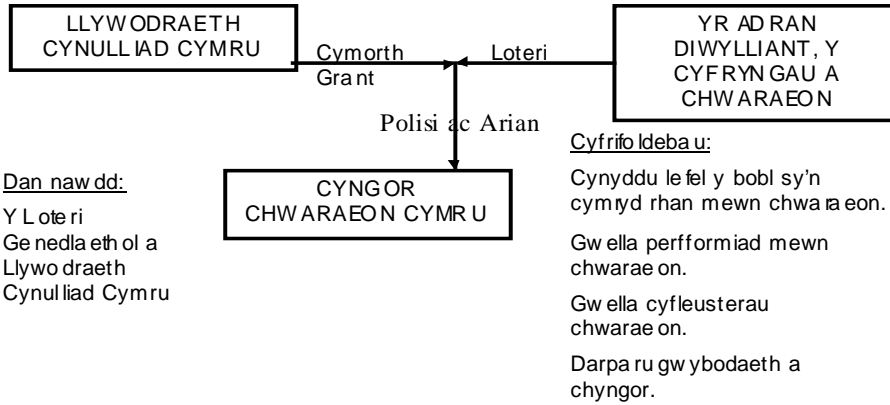 LLYWODRAETH
CYNULLIAD CYMRU
Cymorth
Grant
Loteri
YR ADRAN
DIWYLLIANT, Y
CYFRYNGAU A
CHWARAEON
Polisi ac Arian
CYNGOR
CHWARAEON CYMRU
Dan nawdd:
Y Loteri
Genedlaethol a
Llywodraeth
Cynulliad Cymru
Cyfrifoldebau:
Cynyddu lefel y bobl sy'n
cymryd rhan mewn chwaraeon.
Gwella perfformiad mewn
chwaraeon.
Gwella cyfleusterau
chwaraeon.
Darparu gwybodaeth a
chyngor.